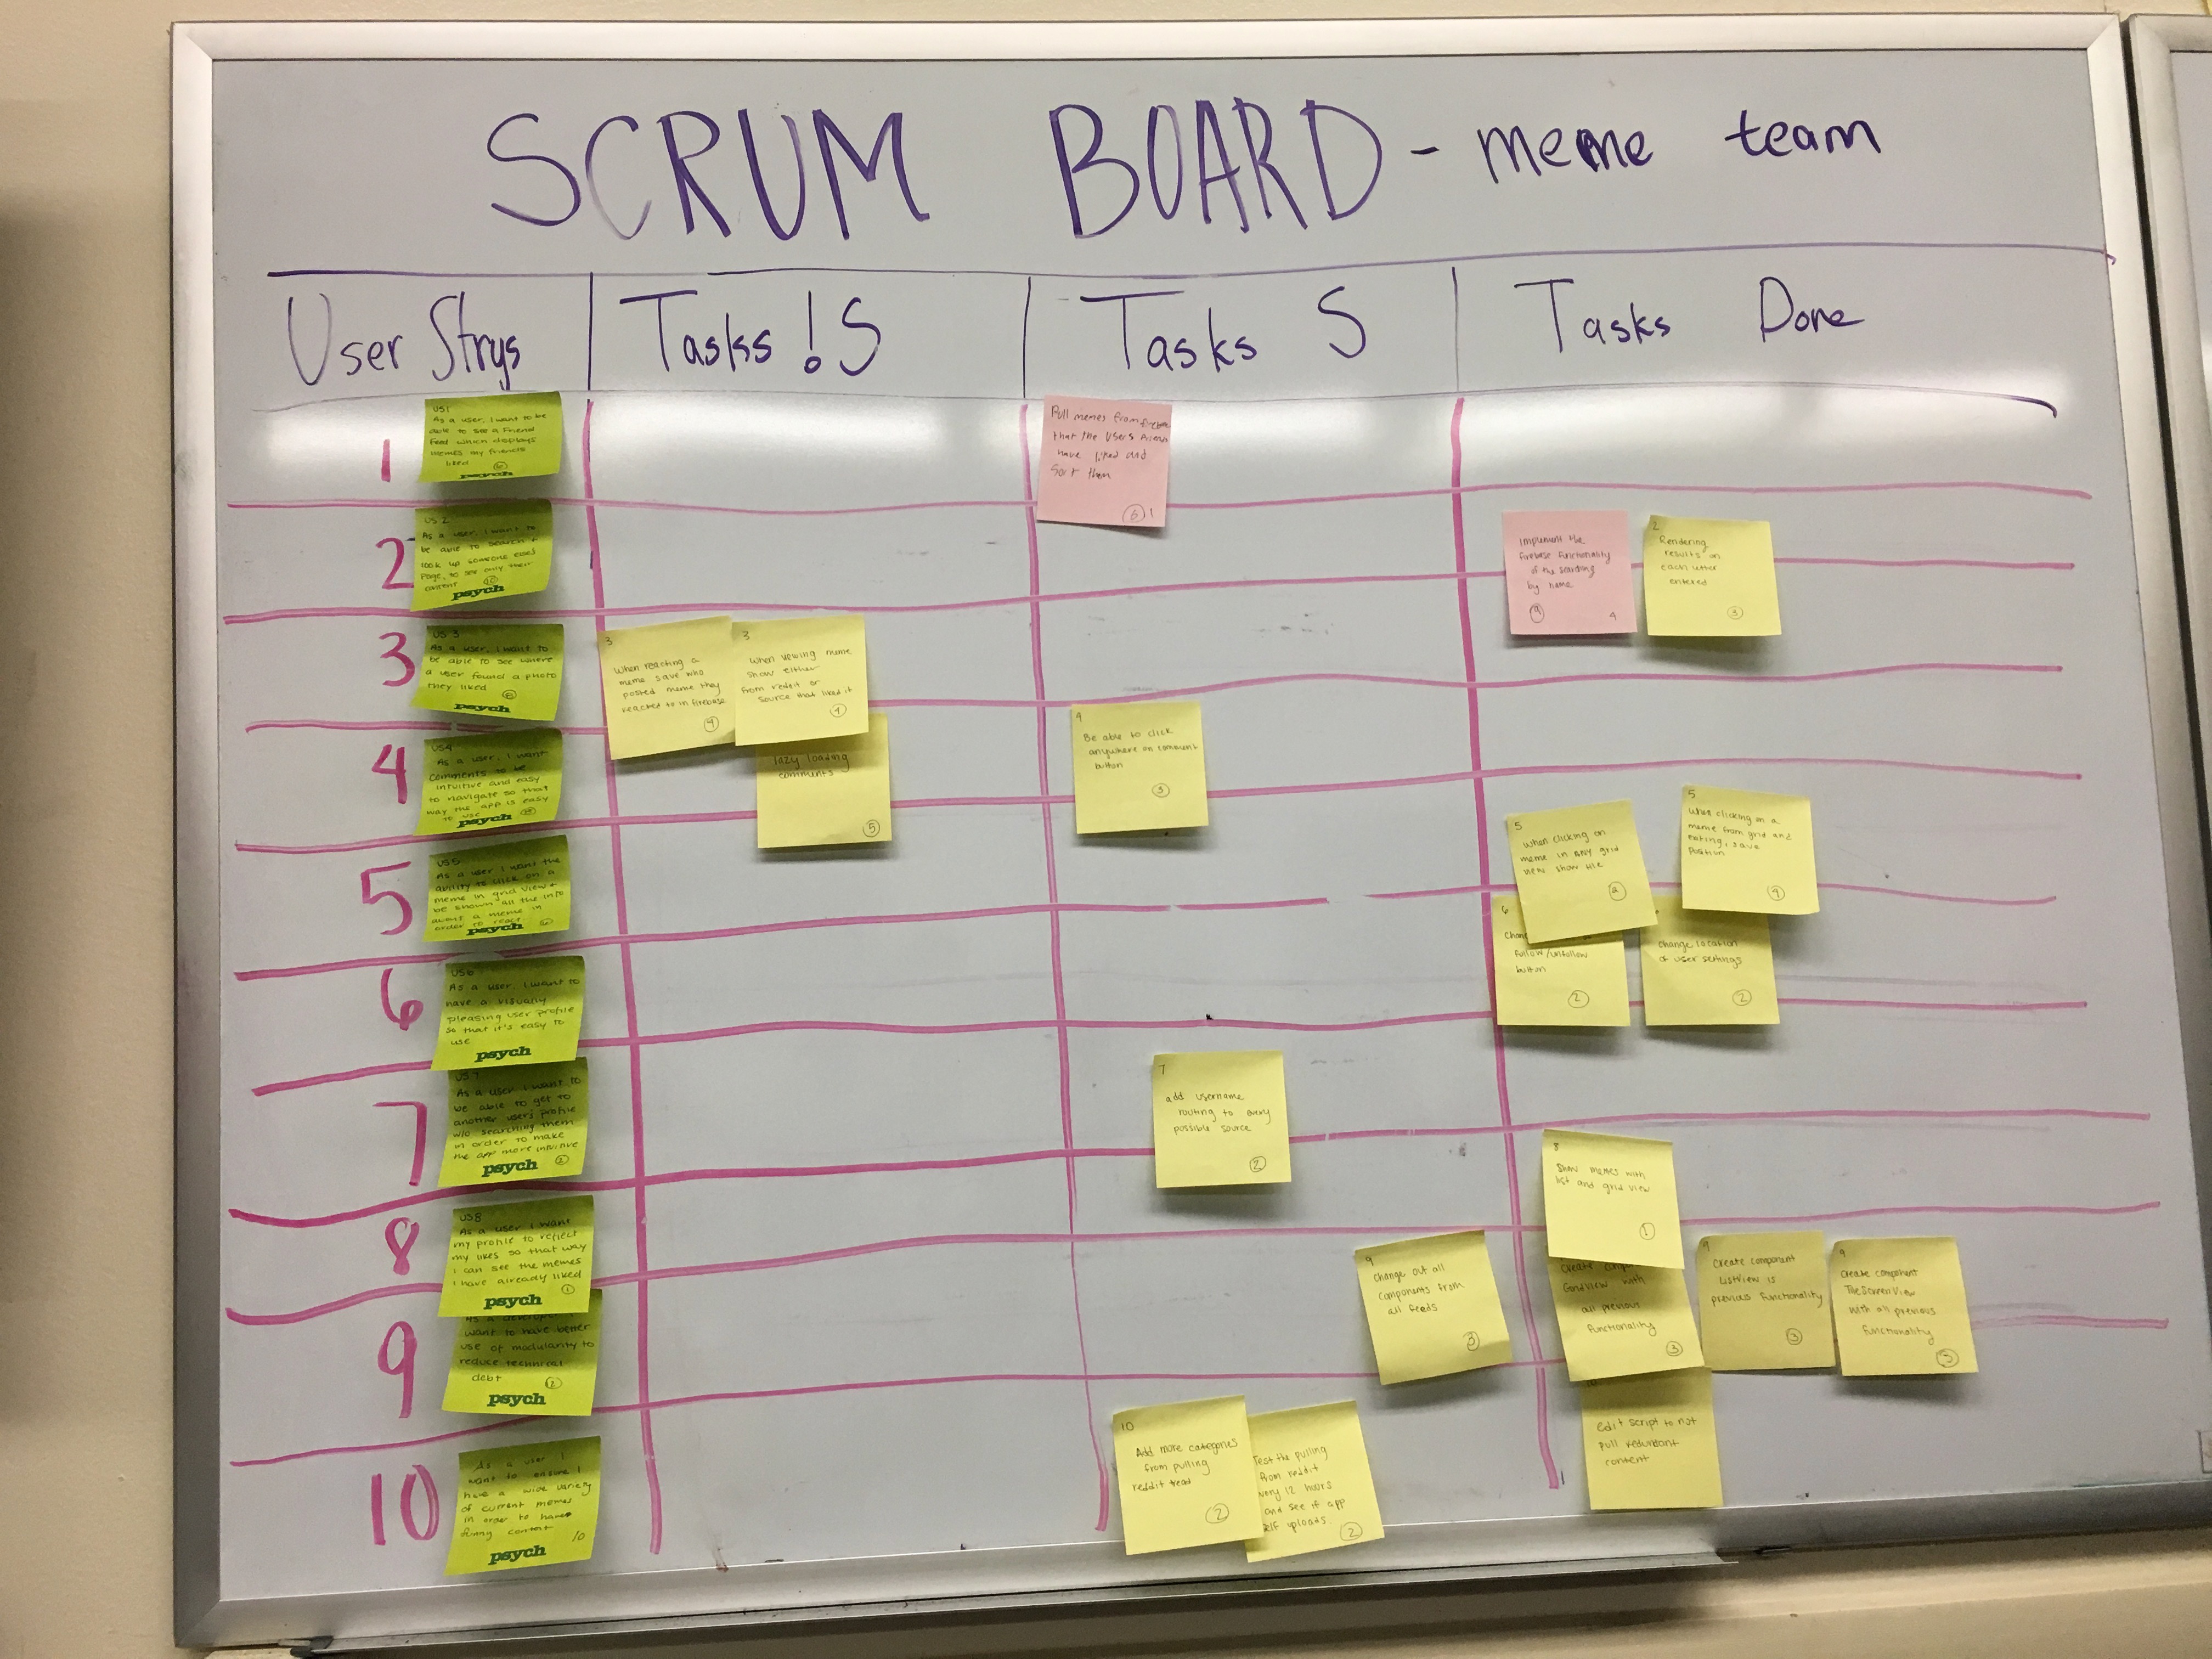 SCRUM BOARD - meme team
User Strys
Tasks !S
Tasks S
Tasks Done
1
US1
As a user, I want to be
able to see a Friend
Feed which displays
memes my friends
liked
psych
Pull memes from
that the users
have liked and
Sort them
6 1
2
US 2
As a user, I want to
be able to search &
look up someone
page, to see only their
content
psych
Implement the
firebase functionality
of the searching
by name
4
2
Rendering
results on
each letter
entered
3
3
US 3
As a user, I want to
be able to see where
a user found a photo
they liked
psych
3
When reacting a
meme save who
posted meme they
reacted to in firebase
4
3
When viewing meme
show either
from reddit or
source that liked it
4
4
US4
As a user, I want
comments to be
intuitive and easy
to navigate so that
way the app is easy
to use
psych
lazy loading
comments
5
4
Be able to click
anywhere on comment
button
3
5
US5
As a user I want the
ability to click on a
meme in grid view &
be shown all the info
about a meme in
order to react
psych
5
When clicking on
meme in any grid
view show tile
2
5
When clicking on a
meme from grid and
exiting, save
Position
4
6
US6
As a user, I want to
have a visually
pleasing user profile
so that it's easy to
use
psych
6
follow/unfollow
button
2
change location
of user settings
2
7
US7
As a user I want to
be able to get to
another user's profile
w/o searching them
in order to make
the app more intuitive
2
psych
7
add username
routing to every
possible source
2
8
US8
As a user I want
my profile to reflect
my likes so that way
I can see the memes
I have already liked
1
psych
8
Show memes with
list and grid view
1
9
As a developer
want to have better
use of modularity to
reduce technical
debt
psych
9
Change out all
components from
all feeds
3
create
GridView with
all previous
functionality
3
9
Create component
ListView is
previous functionality
3
9
create component
TileScreenView
with all previous
functionality
3
10
As a user I
want to ensure I
have a wide variety
of current memes
in order to have
funny content
10
psych
10
Add more categories
from pulling
reddit
2
Test the pulling
from reddit
every 12 hours
and see if app
self uploads.
2
edit script to not
pull redundant
content